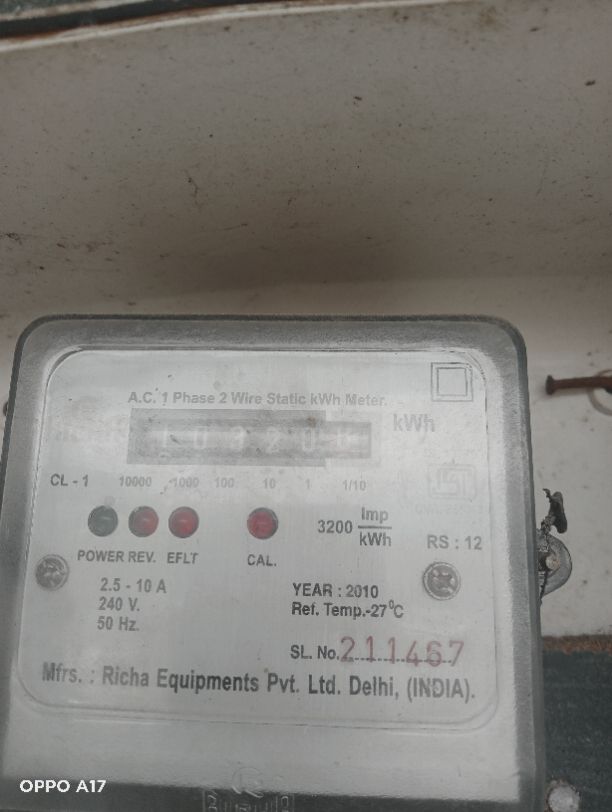 A.C. 1 Phase 2 Wire Static kWh Meter.
kWh
CL - 1 10000 1000 100 10 1 1/10
3200 Imp/kWh
RS : 12
POWER REV. EFLT CAL.
2.5 - 10 A
240 V.
50 Hz.
YEAR : 2010
Ref. Temp.-27⁰C
SL. No. 211467
Mfrs. : Richa Equipments Pvt. Ltd. Delhi, (INDIA).
OPPO A17